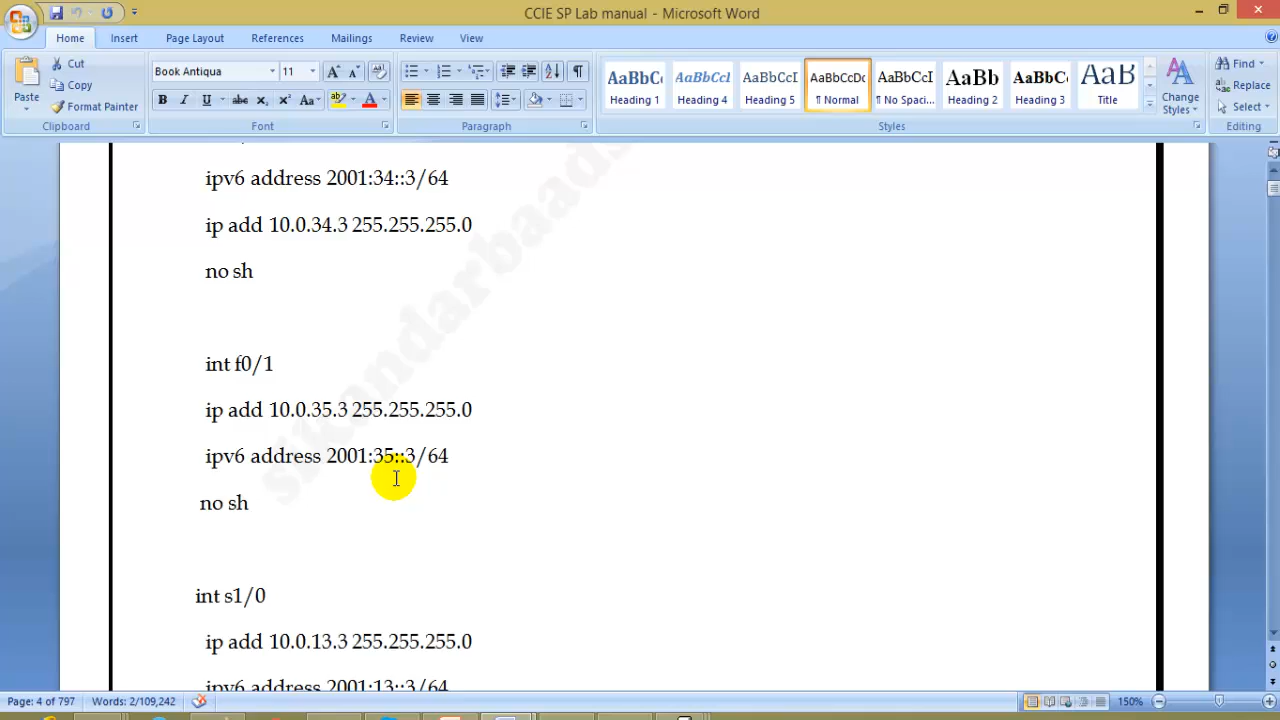 CCIE SP Lab manual - Microsoft Word
Home Insert Page Layout References Mailings Review View
Paste
Cut
Copy
Format Painter
Clipboard
Book Antiqua 11
Font
Paragraph
AaBbCc AaBbCcI AaBbCcI AaBbCcDc AaBbCcI AaBb AaBbC AaB
Heading 1 Heading 4 Heading 5 ¶ Normal ¶ No Spaci... Heading 2 Heading 3 Title
Change Styles
Styles
Find
Replace
Select
Editing
ipv6 address 2001:34::3/64
ip add 10.0.34.3 255.255.255.0
no sh
int f0/1
ip add 10.0.35.3 255.255.255.0
ipv6 address 2001:35::3/64
no sh
int s1/0
ip add 10.0.13.3 255.255.255.0
ipv6 address 2001:13::3/64
Page: 4 of 797 Words: 2/109,242 150%